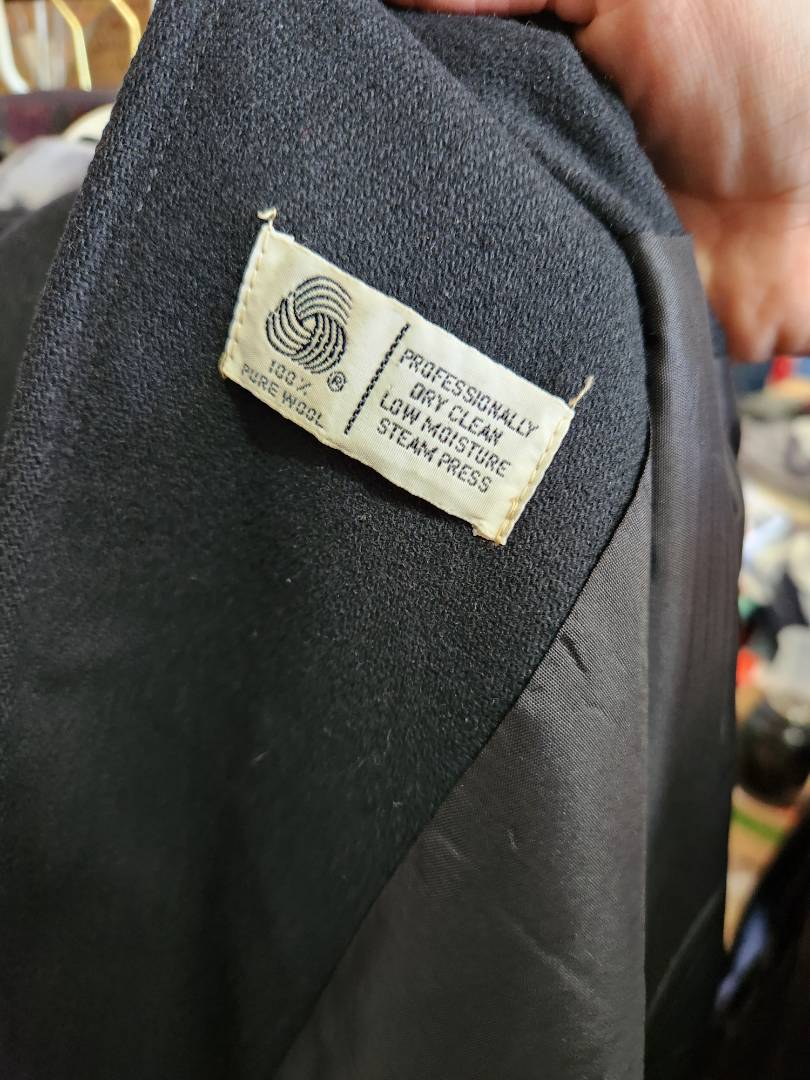 100%
PURE WOOL
®
PROFESSIONALLY
DRY CLEAN
LOW MOISTURE
STEAM PRESS